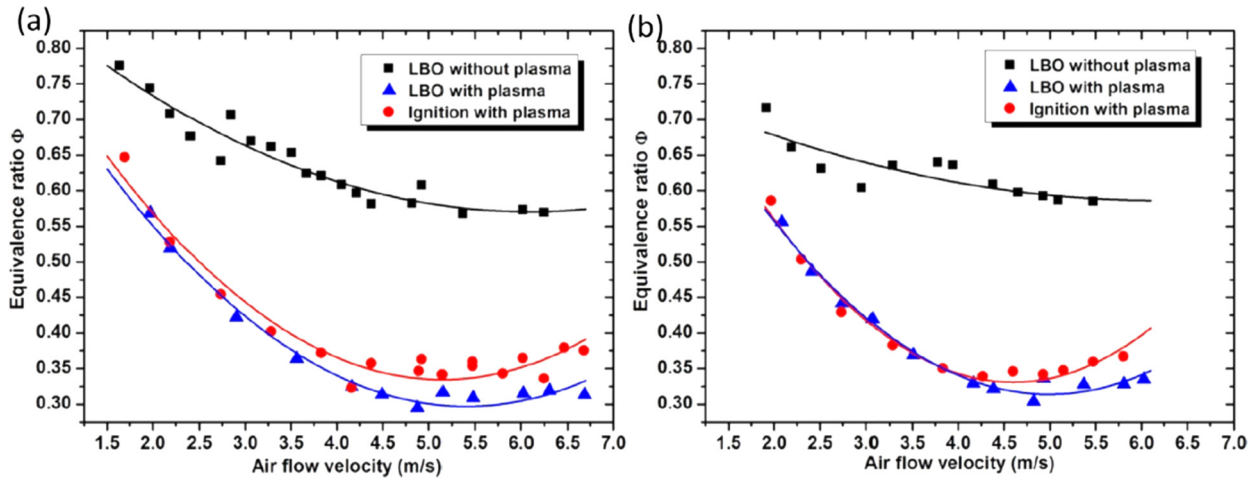 (a)
LBO without plasma
LBO with plasma
Ignition with plasma
Equivalence ratio Φ
0.80
0.75
0.70
0.65
0.60
0.55
0.50
0.45
0.40
0.35
0.30
1.5 2.0 2.5 3.0 3.5 4.0 4.5 5.0 5.5 6.0 6.5 7.0
Air flow velocity (m/s)
(b)
LBO without plasma
LBO with plasma
Ignition with plasma
Equivalence ratio Φ
0.80
0.75
0.70
0.65
0.60
0.55
0.50
0.45
0.40
0.35
0.30
1.5 2.0 2.5 3.0 3.5 4.0 4.5 5.0 5.5 6.0 6.5 7.0
Air flow velocity (m/s)